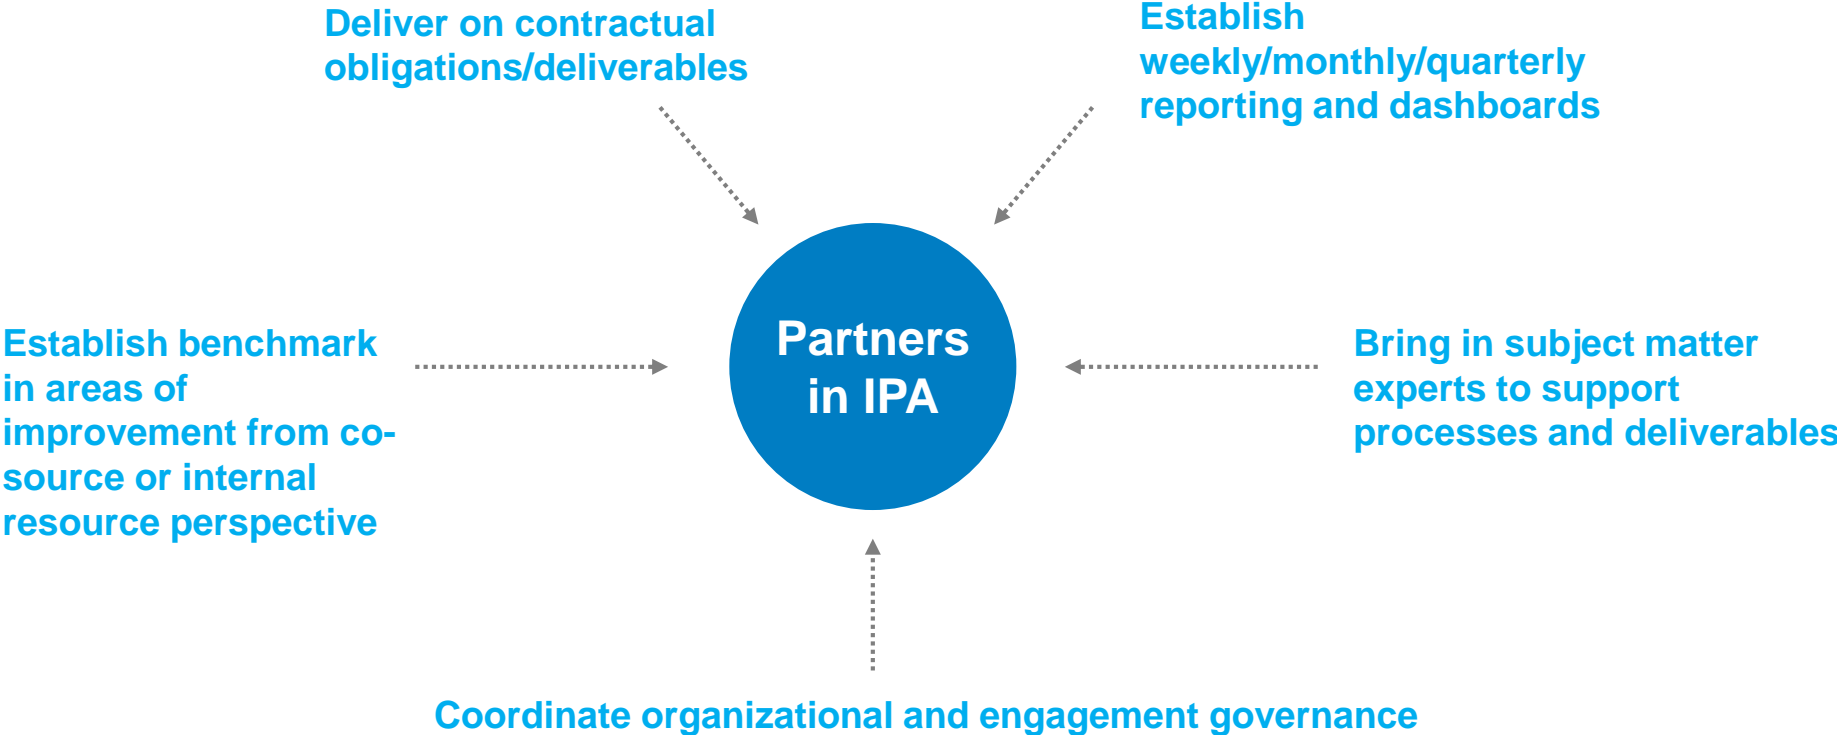 Deliver on contractual
obligations/deliverables
Establish
weekly/monthly/quarterly
reporting and dashboards
Partners
in IPA
Establish benchmark
in areas of
improvement from co-
source or internal
resource perspective
Bring in subject matter
experts to support
processes and deliverables
Coordinate organizational and engagement governance